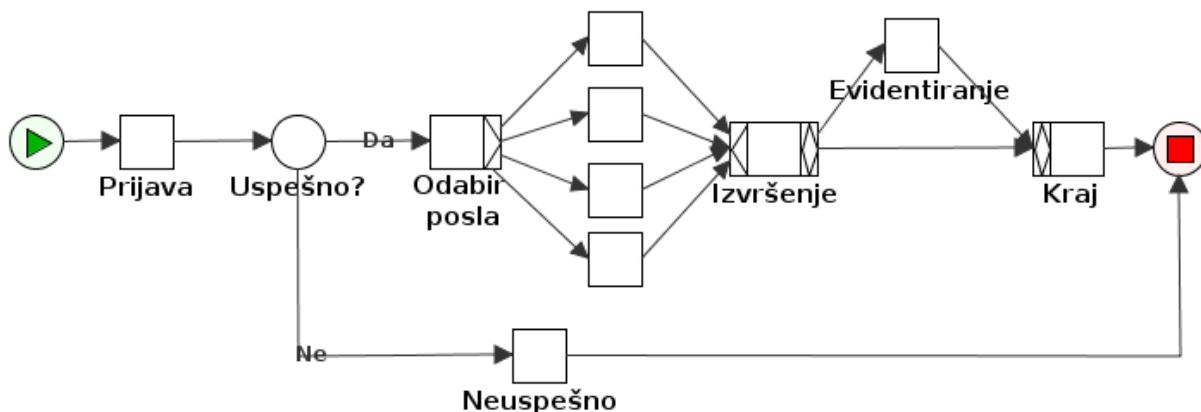 Prijava
Uspešno?
Da
Odabir
posla
Izvršenje
Evidentiranje
Kraj
Ne
Neuspešno